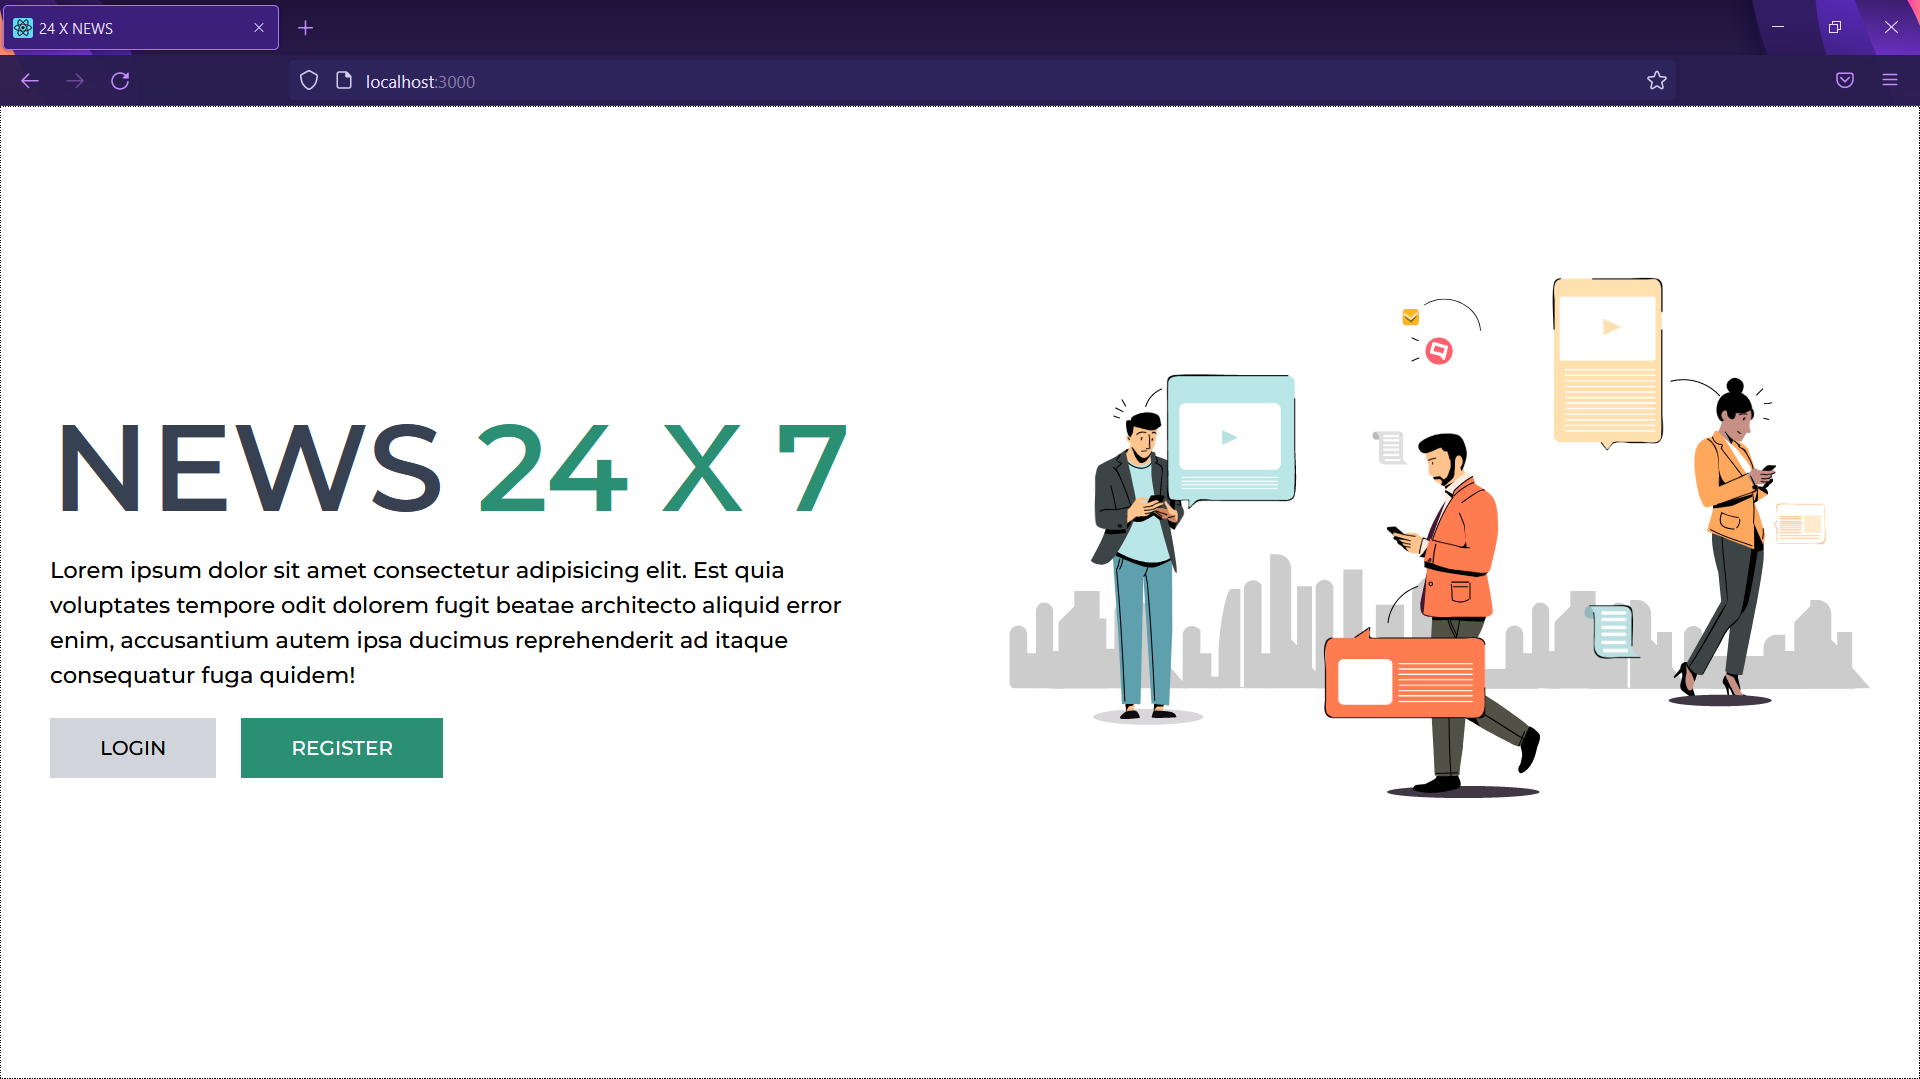 24 X NEWS
localhost:3000
NEWS 24 X 7
Lorem ipsum dolor sit amet consectetur adipisicing elit. Est quia
voluptates tempore odit dolorem fugit beatae architecto aliquid error
enim, accusantium autem ipsa ducimus reprehenderit ad itaque
consequatur fuga quidem!
LOGIN REGISTER